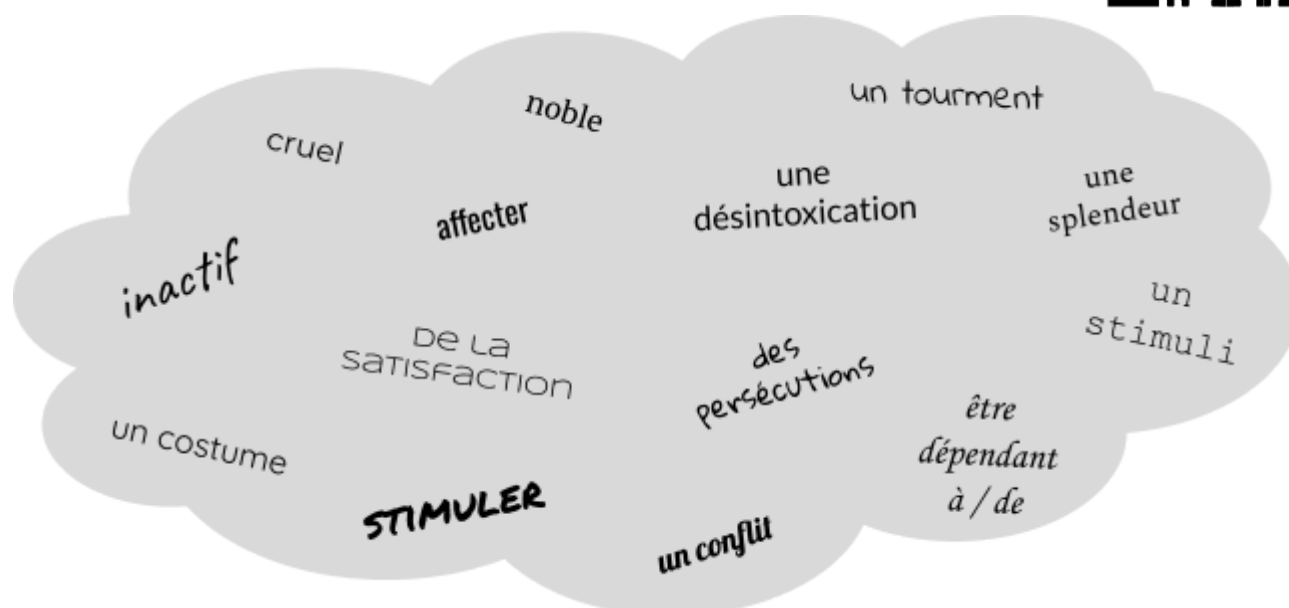 un tourment
noble
cruel
une
désintoxication
une
splendeur
affecter
inactif
un
stimuli
De La
Satisfaction
des
persécutions
être
dépendant
à / de
un costume
STIMULER
un conflit